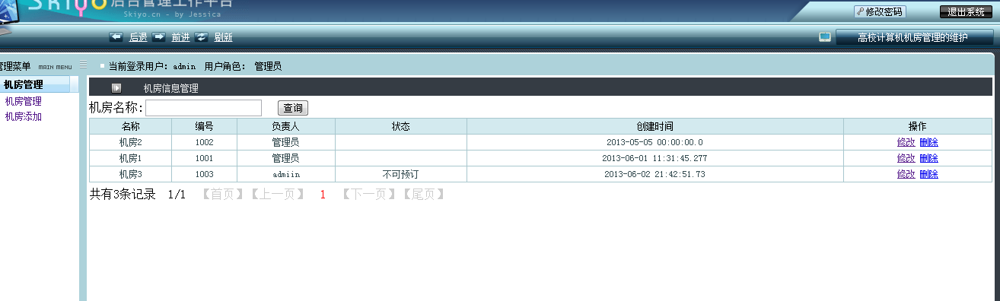 Skiyo 后台管理工作平台
Skiyo.cn - by Jessica
修改密码 退出系统
后退 前进 刷新 高校计算机机房管理的维护
管理菜单 MAIN MENU 当前登录用户: admin 用户角色: 管理员
机房管理
机房管理
机房添加
机房信息管理
机房名称: 查询
名称 编号 负责人 状态 创建时间 操作
机房2 1002 管理员 2013-05-05 00:00:00.0 修改 删除
机房1 1001 管理员 2013-06-01 11:31:45.277 修改 删除
机房3 1003 admiin 不可预订 2013-06-02 21:42:51.73 修改 删除
共有3条记录 1/1 【首页】【上一页】 1 【下一页】【尾页】